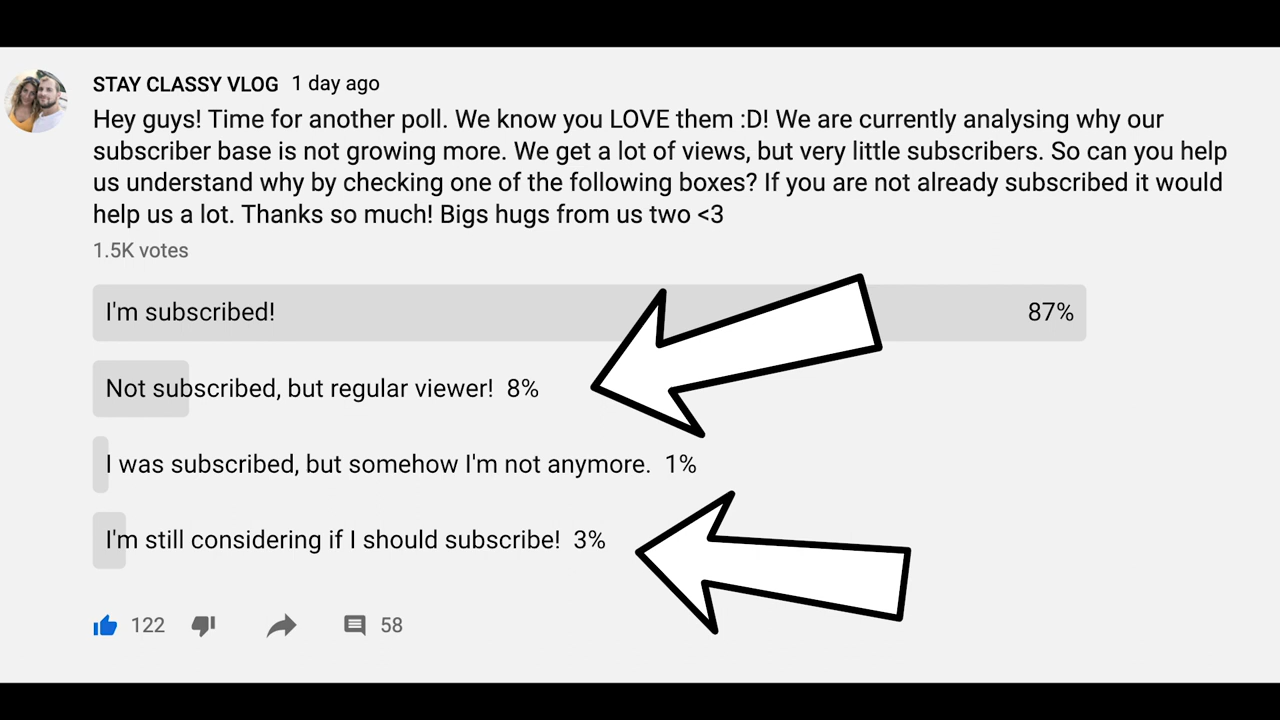 STAY CLASSY VLOG 1 day ago
Hey guys! Time for another poll. We know you LOVE them :D! We are currently analysing why our
subscriber base is not growing more. We get a lot of views, but very little subscribers. So can you help
us understand why by checking one of the following boxes? If you are not already subscribed it would
help us a lot. Thanks so much! Bigs hugs from us two <3
1.5K votes
I'm subscribed! 87%
Not subscribed, but regular viewer! 8%
I was subscribed, but somehow I'm not anymore. 1%
I'm still considering if I should subscribe! 3%
122 58